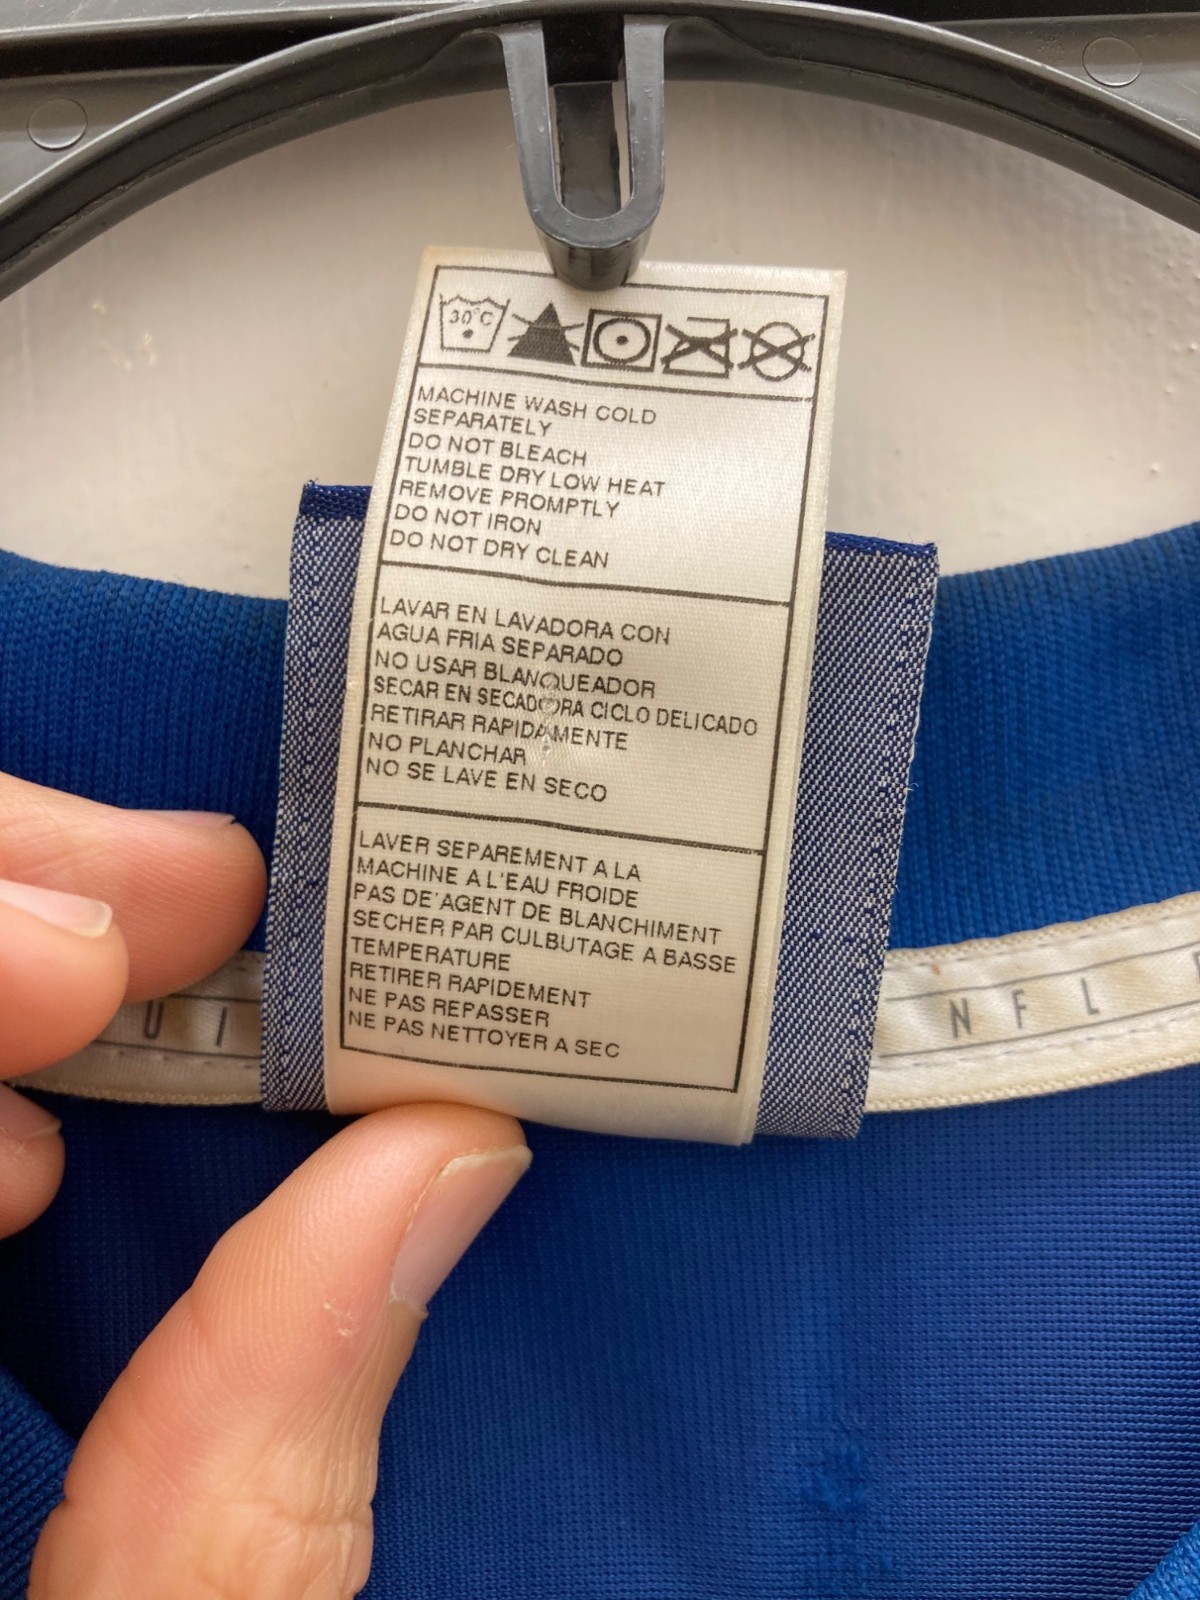 30°C
MACHINE WASH COLD
SEPARATELY
DO NOT BLEACH
TUMBLE DRY LOW HEAT
REMOVE PROMPTLY
DO NOT IRON
DO NOT DRY CLEAN
LAVAR EN LAVADORA CON
AGUA FRIA SEPARADO
NO USAR BLANQUEADOR
SECAR EN SECADORA CICLO DELICADO
RETIRAR RAPIDAMENTE
NO PLANCHAR
NO SE LAVE EN SECO
LAVER SEPAREMENT A LA
MACHINE A L'EAU FROIDE
PAS DE'AGENT DE BLANCHIMENT
SECHER PAR CULBUTAGE A BASSE
TEMPERATURE
RETIRER RAPIDEMENT
NE PAS REPASSER
NE PAS NETTOYER A SEC
U I
NFL